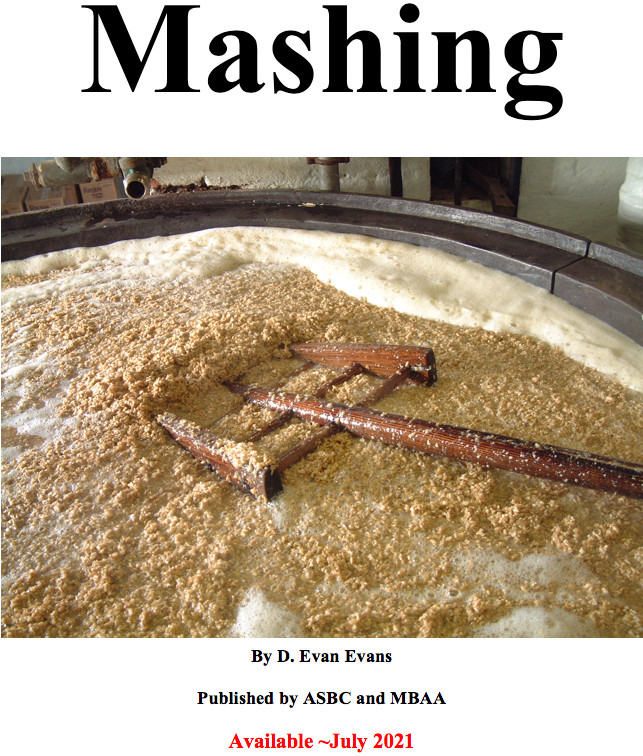 Mashing
By D. Evan Evans
Published by ASBC and MBAA
Available ~July 2021